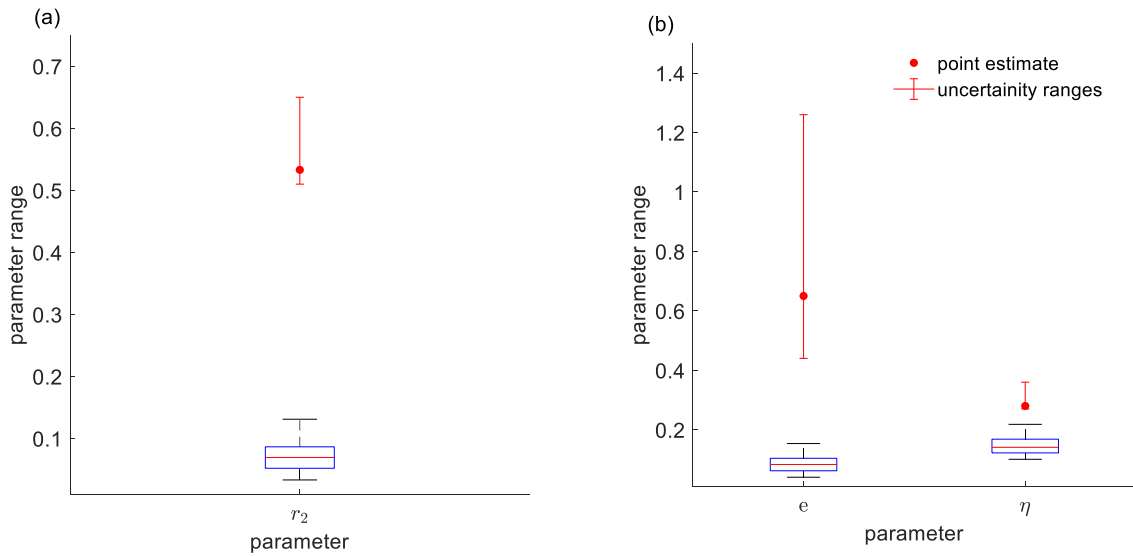 (a)
0.7
0.6
0.5
0.4
0.3
0.2
0.1
parameter range
r₂
parameter
(b)
1.4
1.2
1
0.8
0.6
0.4
0.2
parameter range
point estimate
uncertainity ranges
e
η
parameter